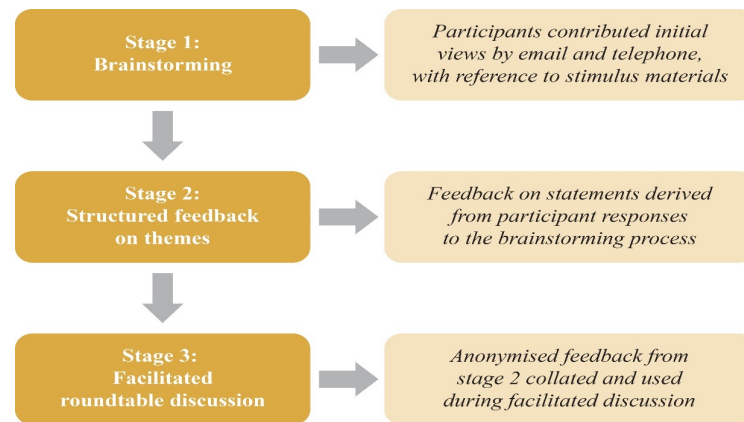 Stage 1:
Brainstorming
Participants contributed initial
views by email and telephone,
with reference to stimulus materials
Stage 2:
Structured feedback
on themes
Feedback on statements derived
from participant responses
to the brainstorming process
Stage 3:
Facilitated
roundtable discussion
Anonymised feedback from
stage 2 collated and used
during facilitated discussion